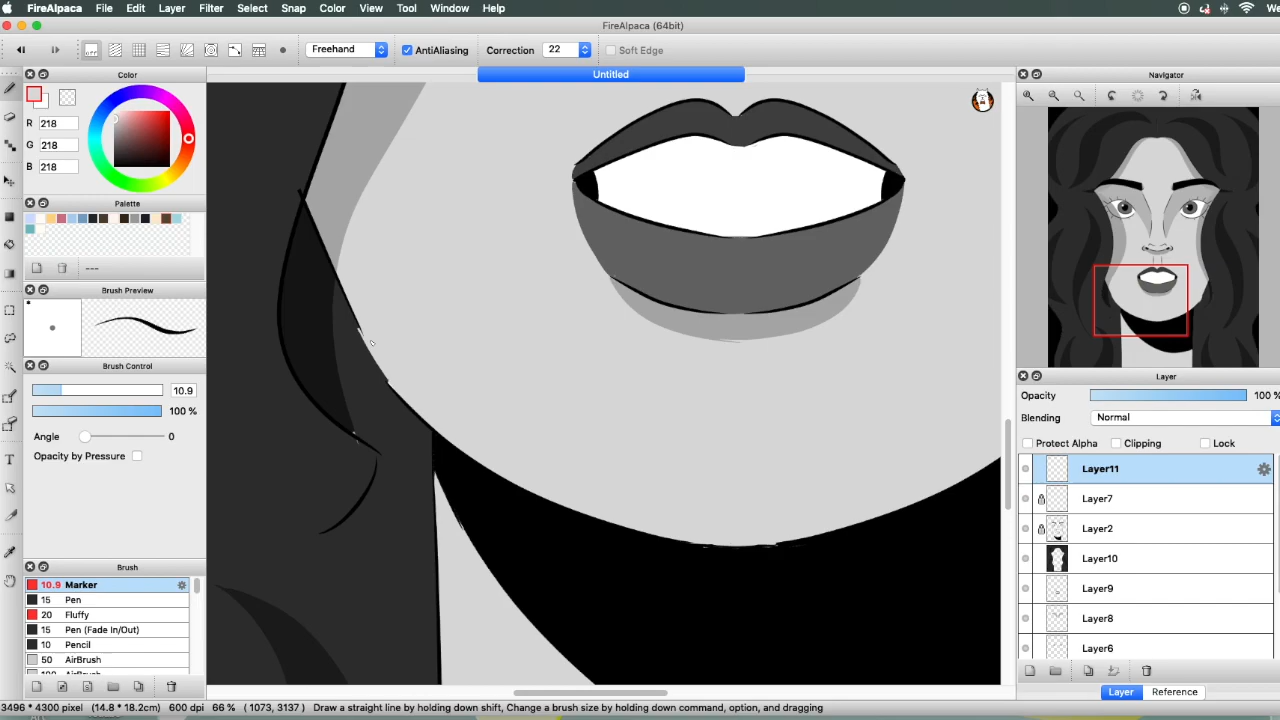 FireAlpaca File Edit Layer Filter Select Snap Color View Tool Window Help
FireAlpaca (64bit)
OFF Freehand AntiAliasing Correction 22 Soft Edge
Untitled
Color
R 218
G 218
B 218
Palette
---
Brush Preview
Brush Control
10.9
100 %
Angle 0
Opacity by Pressure
Brush
10.9 Marker
15 Pen
20 Fluffy
15 Pen (Fade In/Out)
10 Pencil
50 AirBrush
100 AirBrush
Navigator
Layer
Opacity 100 %
Blending Normal
Protect Alpha Clipping Lock
Layer11
Layer7
Layer2
Layer10
Layer9
Layer8
Layer6
Layer Reference
3496 * 4300 pixel (14.8 * 18.2cm) 600 dpi 66 % ( 1073, 3137 ) Draw a straight line by holding down shift, Change a brush size by holding down command, option, and dragging